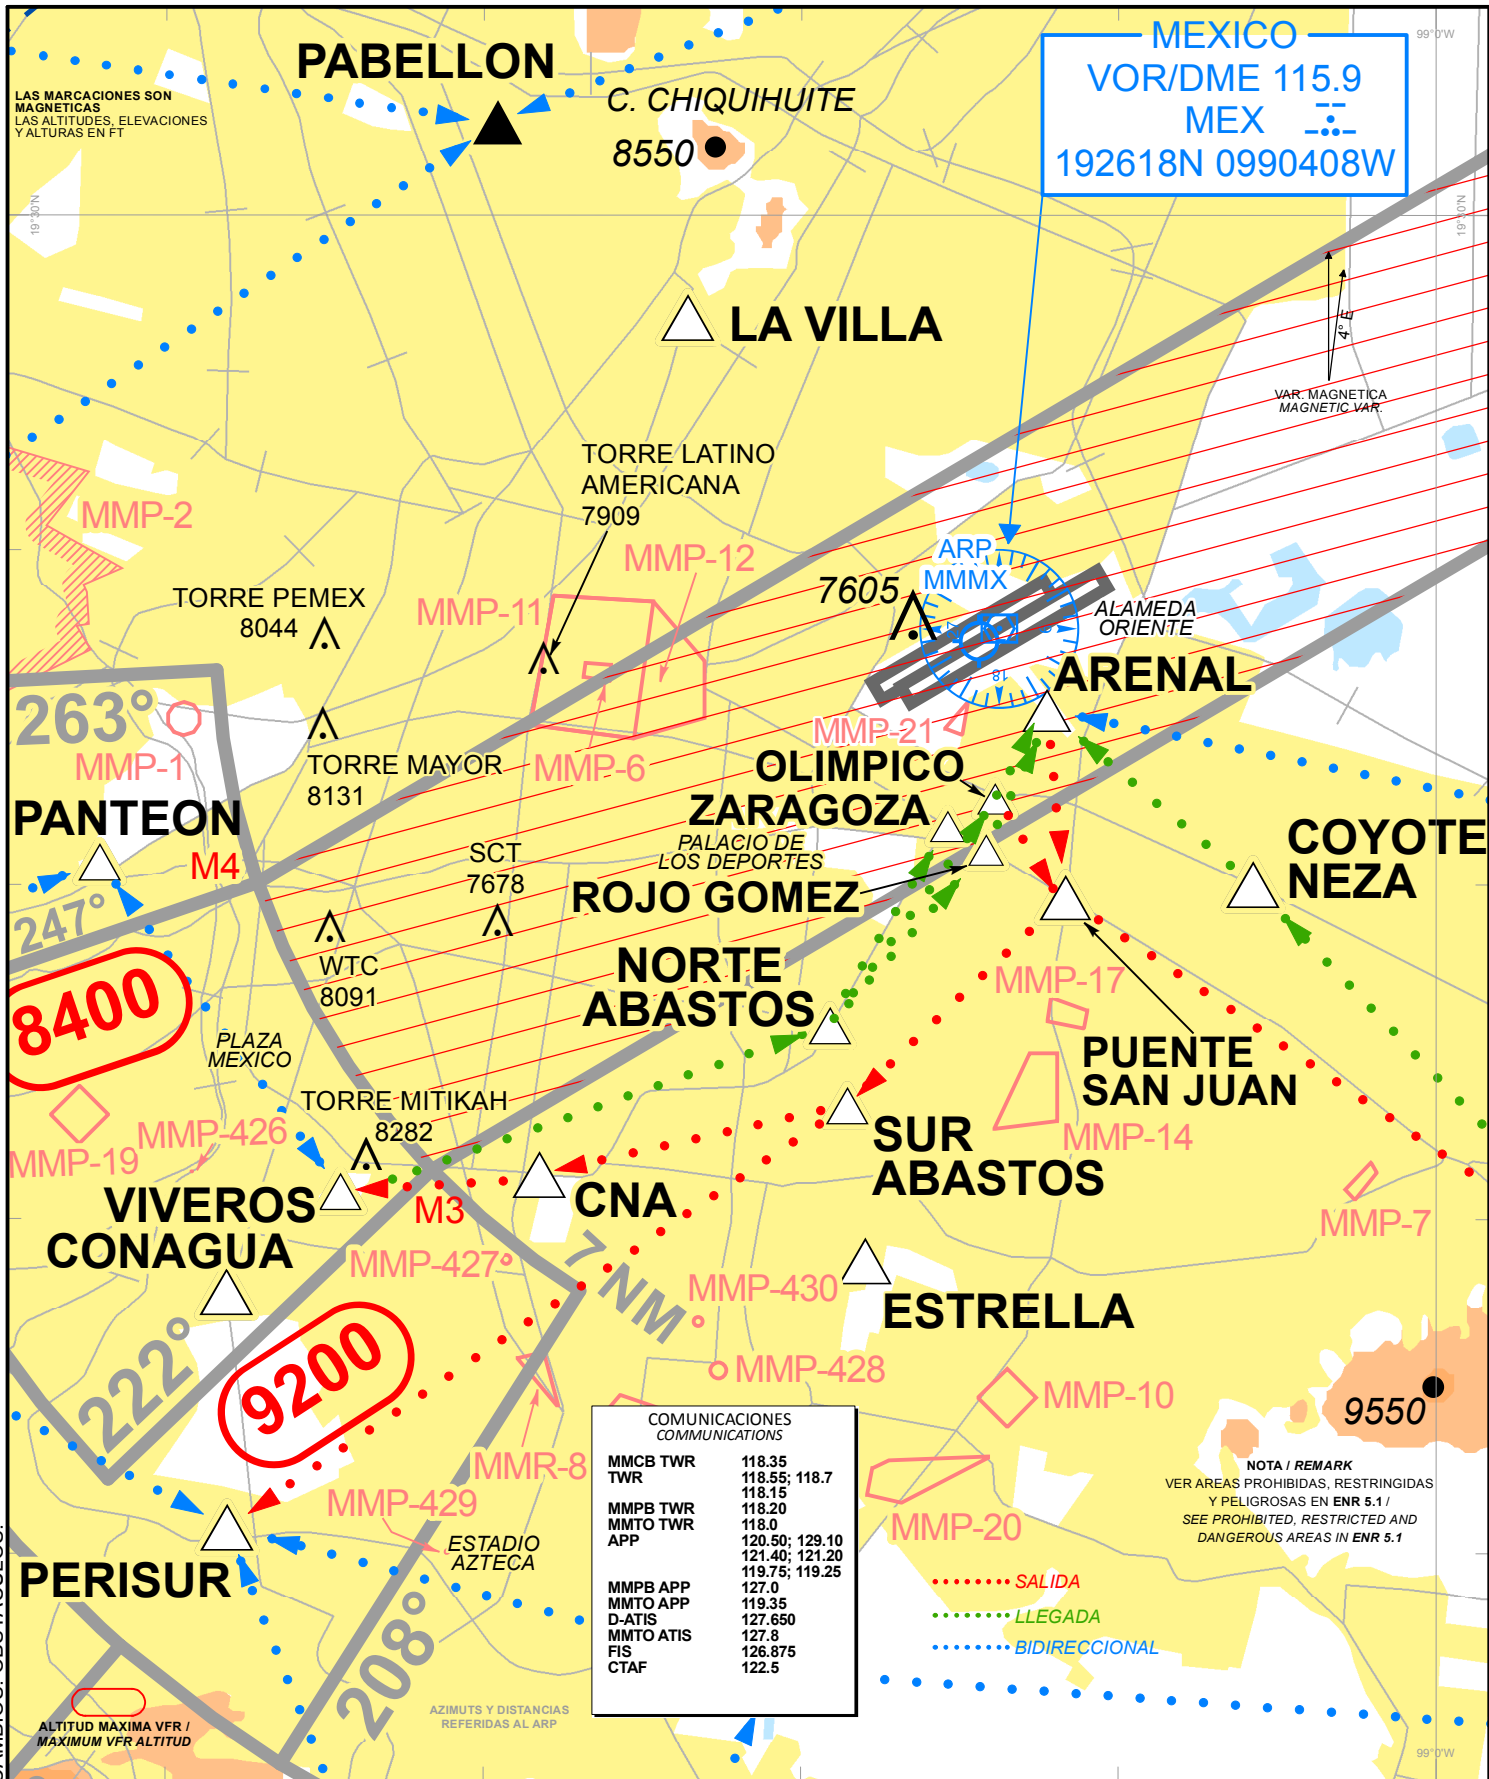 PABELLON
LAS MARCACIONES SON
MAGNETICAS
LAS ALTITUDES, ELEVACIONES
Y ALTURAS EN FT
C. CHIQUIHUITE
8550
MEXICO
VOR/DME 115.9
MEX
192618N 0990408W
99°0'W
19°30'N
19°30'N
LA VILLA
4° E
VAR. MAGNETICA
MAGNETIC VAR.
TORRE LATINO
AMERICANA
7909
MMP-2
MMP-12
TORRE PEMEX
8044
MMP-11
7605
ARP
MMMX
18
ALAMEDA
ORIENTE
ARENAL
263°
MMP-1
TORRE MAYOR
8131
MMP-6
MMP-21
OLIMPICO
ZARAGOZA
PALACIO DE
LOS DEPORTES
ROJO GOMEZ
PANTEON
M4
SCT
7678
COYOTE
NEZA
247°
WTC
8091
8400
NORTE
ABASTOS
MMP-17
PLAZA
MEXICO
PUENTE
SAN JUAN
TORRE MITIKAH
8282
MMP-426
MMP-19
MMP-14
SUR
ABASTOS
VIVEROS
M3
CNA
MMP-7
CONAGUA
MMP-427
7 NM
MMP-430
ESTRELLA
222°
9200
MMP-428
MMP-10
9550
MMR-8
MMP-429
ESTADIO
AZTECA
PERISUR
208°
COMUNICACIONES
COMMUNICATIONS
MMCB TWR 118.35
TWR 118.55; 118.7
118.15
MMPB TWR 118.20
MMTO TWR 118.0
APP 120.50; 129.10
121.40; 121.20
119.75; 119.25
MMPB APP 127.0
MMTO APP 119.35
D-ATIS 127.650
MMTO ATIS 127.8
FIS 126.875
CTAF 122.5
MMP-20
NOTA / REMARK
VER AREAS PROHIBIDAS, RESTRINGIDAS
Y PELIGROSAS EN ENR 5.1 /
SEE PROHIBITED, RESTRICTED AND
DANGEROUS AREAS IN ENR 5.1
SALIDA
LLEGADA
BIDIRECCIONAL
AZIMUTS Y DISTANCIAS
REFERIDAS AL ARP
ALTITUD MAXIMA VFR /
MAXIMUM VFR ALTITUD
99°0'W